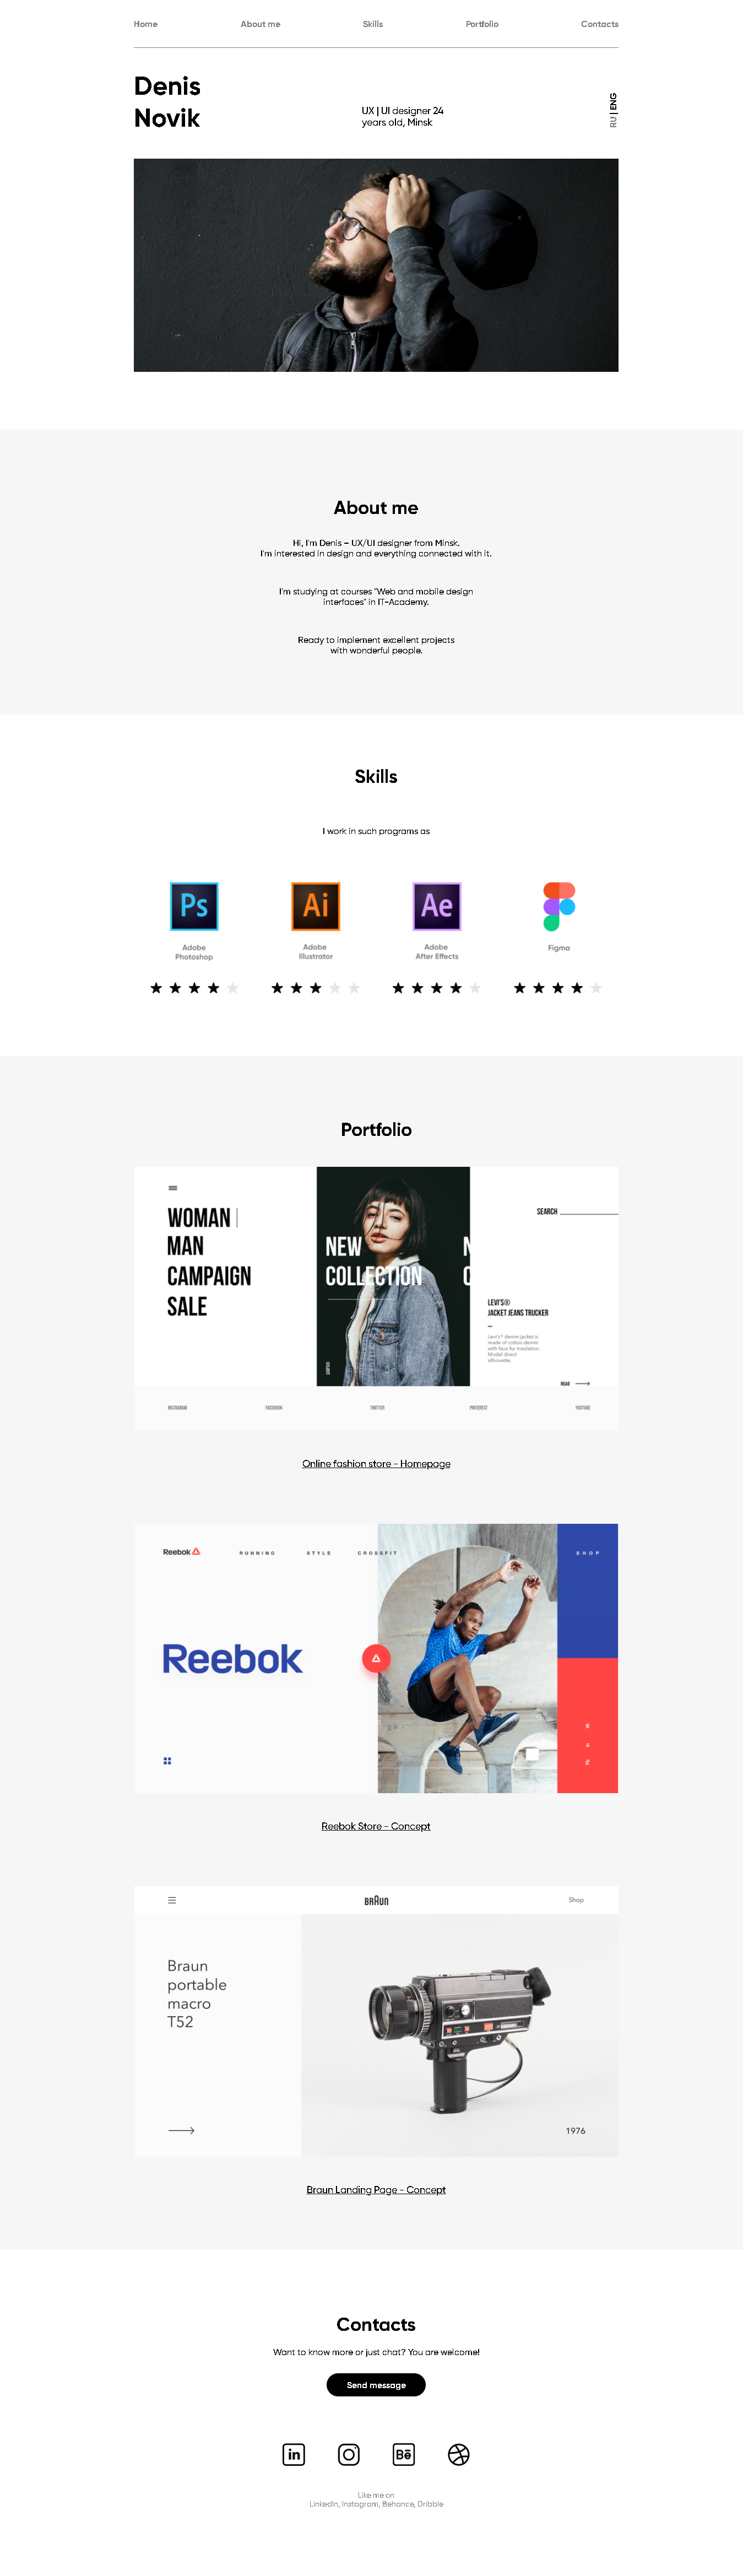 Home About me Skills Portfolio Contacts
Denis
Novik
UX | UI designer 24
years old, Minsk
RU | ENG
About me
Hi, I'm Denis – UX/UI designer from Minsk.
I'm interested in design and everything connected with it.
I'm studying at courses "Web and mobile design
interfaces" in IT-Academy.
Ready to implement excellent projects
with wonderful people.
Skills
I work in such programs as
Ps Ai Ae
Adobe
Photoshop
Adobe
Illustrator
Adobe
After Effects
Figma
Portfolio
WOMAN |
MAN
CAMPAIGN
SALE
NEW
COLLECTION
N
C
SEARCH
LEVI'S®
JACKET JEANS TRUCKER
Levi's® denim jacket is
made of cotton denim
with faux fur insulation.
Model direct
silhouette.
READ
INSTAGRAM FACEBOOK TWITTER PINTEREST YOUTUBE
Online fashion store - Homepage
Reebok RUNNING STYLE CROSSFIT SHOP
Reebok
Reebok Store - Concept
BRAUN
Shop
Braun
portable
macro
T52
1976
Braun Landing Page - Concept
Contacts
Want to know more or just chat? You are welcome!
Send message
in Bē
Like me on
LinkedIn, Instagram, Behance, Dribble